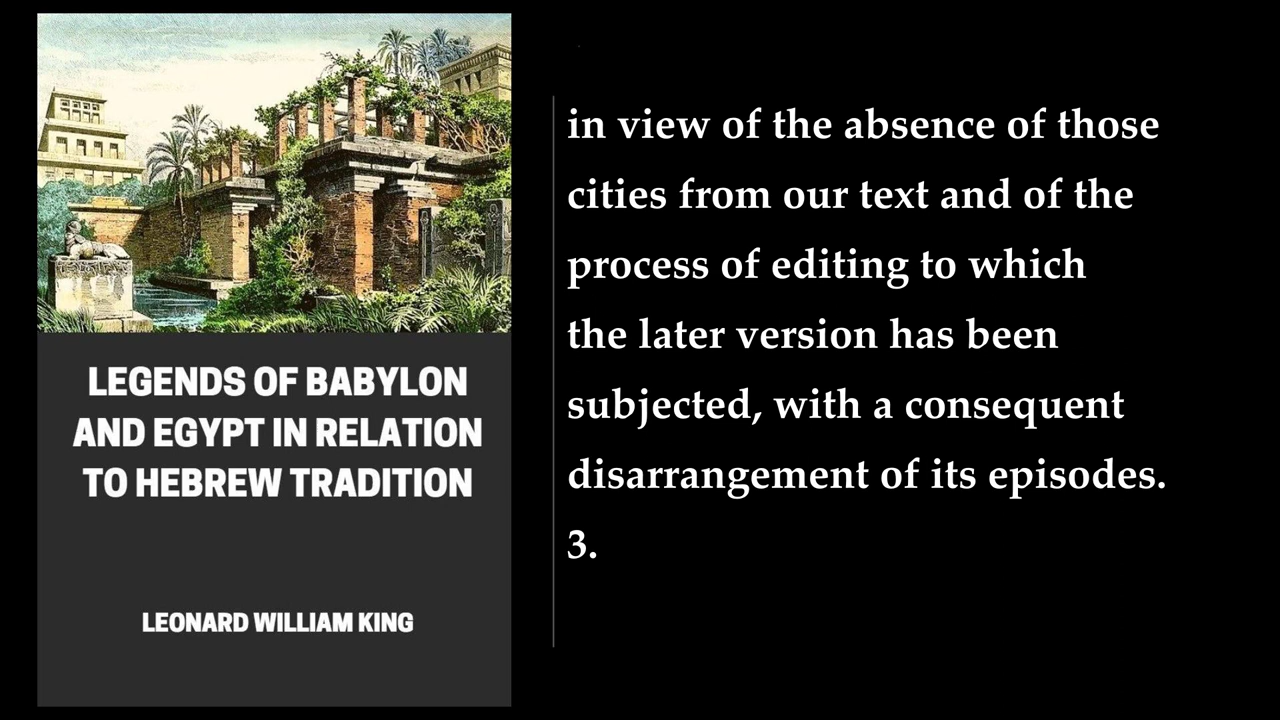 LEGENDS OF BABYLON
AND EGYPT IN RELATION
TO HEBREW TRADITION
LEONARD WILLIAM KING
in view of the absence of those
cities from our text and of the
process of editing to which
the later version has been
subjected, with a consequent
disarrangement of its episodes.
3.